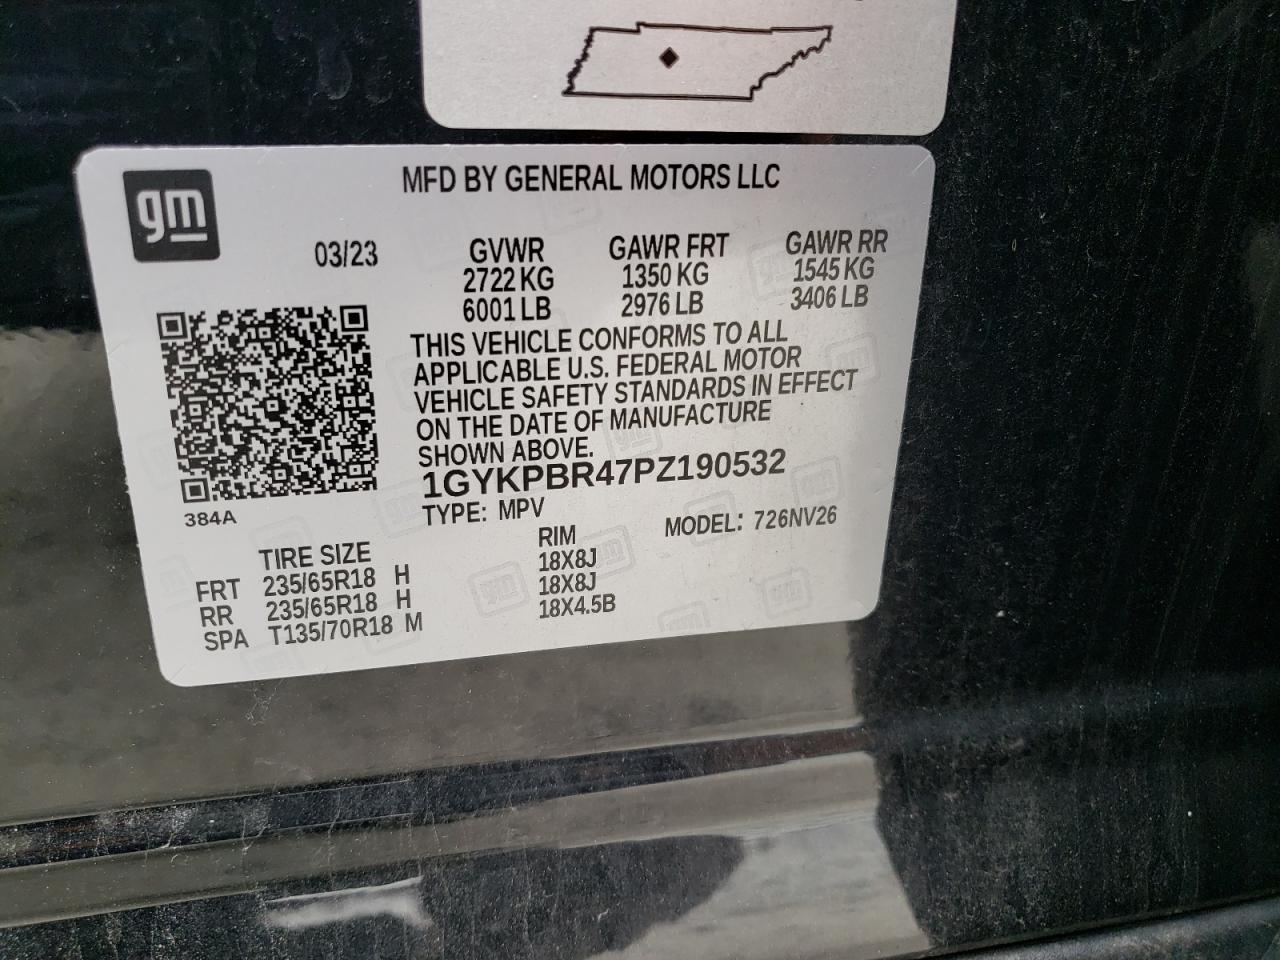 gm
MFD BY GENERAL MOTORS LLC
03/23 GVWR GAWR FRT GAWR RR
2722 KG 1350 KG 1545 KG
6001 LB 2976 LB 3406 LB
THIS VEHICLE CONFORMS TO ALL
APPLICABLE U.S. FEDERAL MOTOR
VEHICLE SAFETY STANDARDS IN EFFECT
ON THE DATE OF MANUFACTURE
SHOWN ABOVE.
1GYKPBR47PZ190532
384A
TYPE: MPV MODEL: 726NV26
TIRE SIZE RIM
FRT 235/65R18 H 18X8J
RR 235/65R18 H 18X8J
SPA T135/70R18 M 18X4.5B